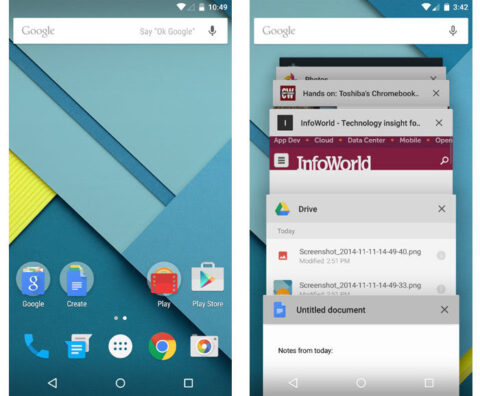 10:49
Google Say "Ok Google"
Google Create Play Play Store
3:42
Google
Photos
CW Hands on: Toshiba's Chromebook..
I InfoWorld - Technology insight fo..
App Dev • Cloud • Data Center • Mobile • Open
InfoWorld
Drive
Today
Screenshot_2014-11-11-14-49-40.png
Modified 2:51 PM
Screenshot_2014-11-11-14-49-33.png
Modified 2:51 PM
Untitled document
Notes from today: